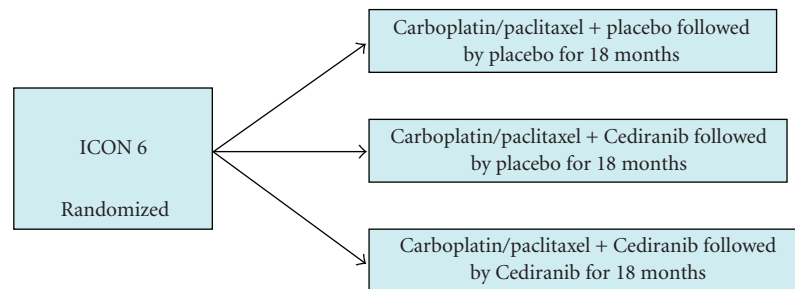 ICON 6
Randomized
Carboplatin/paclitaxel + placebo followed
by placebo for 18 months
Carboplatin/paclitaxel + Cediranib followed
by placebo for 18 months
Carboplatin/paclitaxel + Cediranib followed
by Cediranib for 18 months